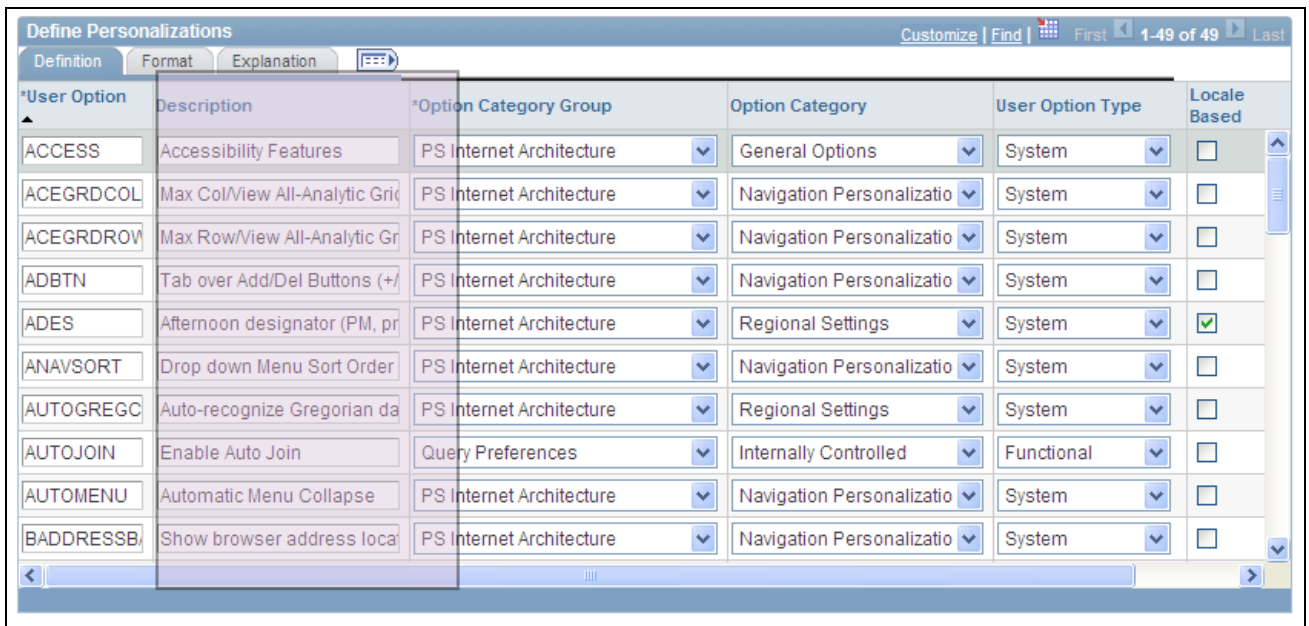 Define Personalizations Customize | Find | First 1-49 of 49 Last
Definition Format Explanation
*User Option Description *Option Category Group Option Category User Option Type Locale Based
ACCESS Accessibility Features PS Internet Architecture General Options System
ACEGRDCOL Max Col/View All-Analytic Grid PS Internet Architecture Navigation Personalizatio System
ACEGRDROW Max Row/View All-Analytic Gr PS Internet Architecture Navigation Personalizatio System
ADBTN Tab over Add/Del Buttons (+/ PS Internet Architecture Navigation Personalizatio System
ADES Afternoon designator (PM, pr PS Internet Architecture Regional Settings System
ANAVSORT Drop down Menu Sort Order PS Internet Architecture Navigation Personalizatio System
AUTOGREGC Auto-recognize Gregorian da PS Internet Architecture Regional Settings System
AUTOJOIN Enable Auto Join Query Preferences Internally Controlled Functional
AUTOMENU Automatic Menu Collapse PS Internet Architecture Navigation Personalizatio System
BADDRESSBA Show browser address locat PS Internet Architecture Navigation Personalizatio System